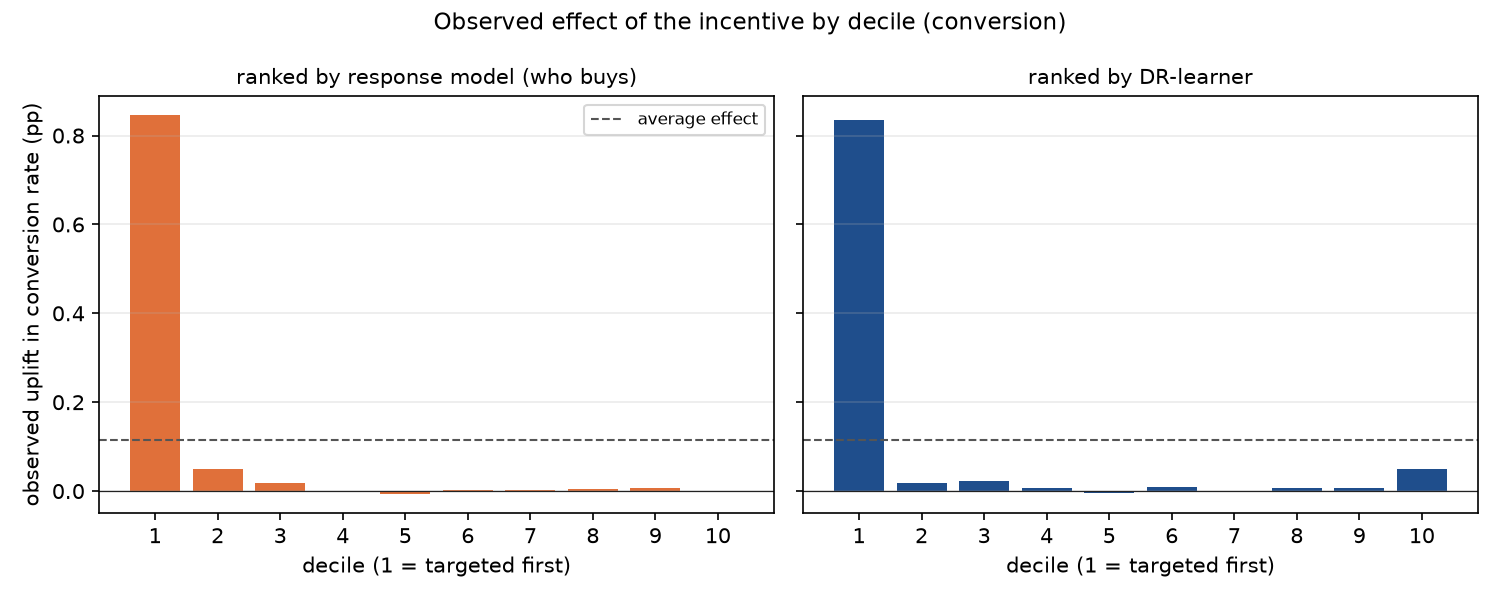 Observed effect of the incentive by decile (conversion)
ranked by response model (who buys)
observed uplift in conversion rate (pp)
0.8
0.6
0.4
0.2
0.0
average effect
1 2 3 4 5 6 7 8 9 10
decile (1 = targeted first)
ranked by DR-learner
1 2 3 4 5 6 7 8 9 10
decile (1 = targeted first)